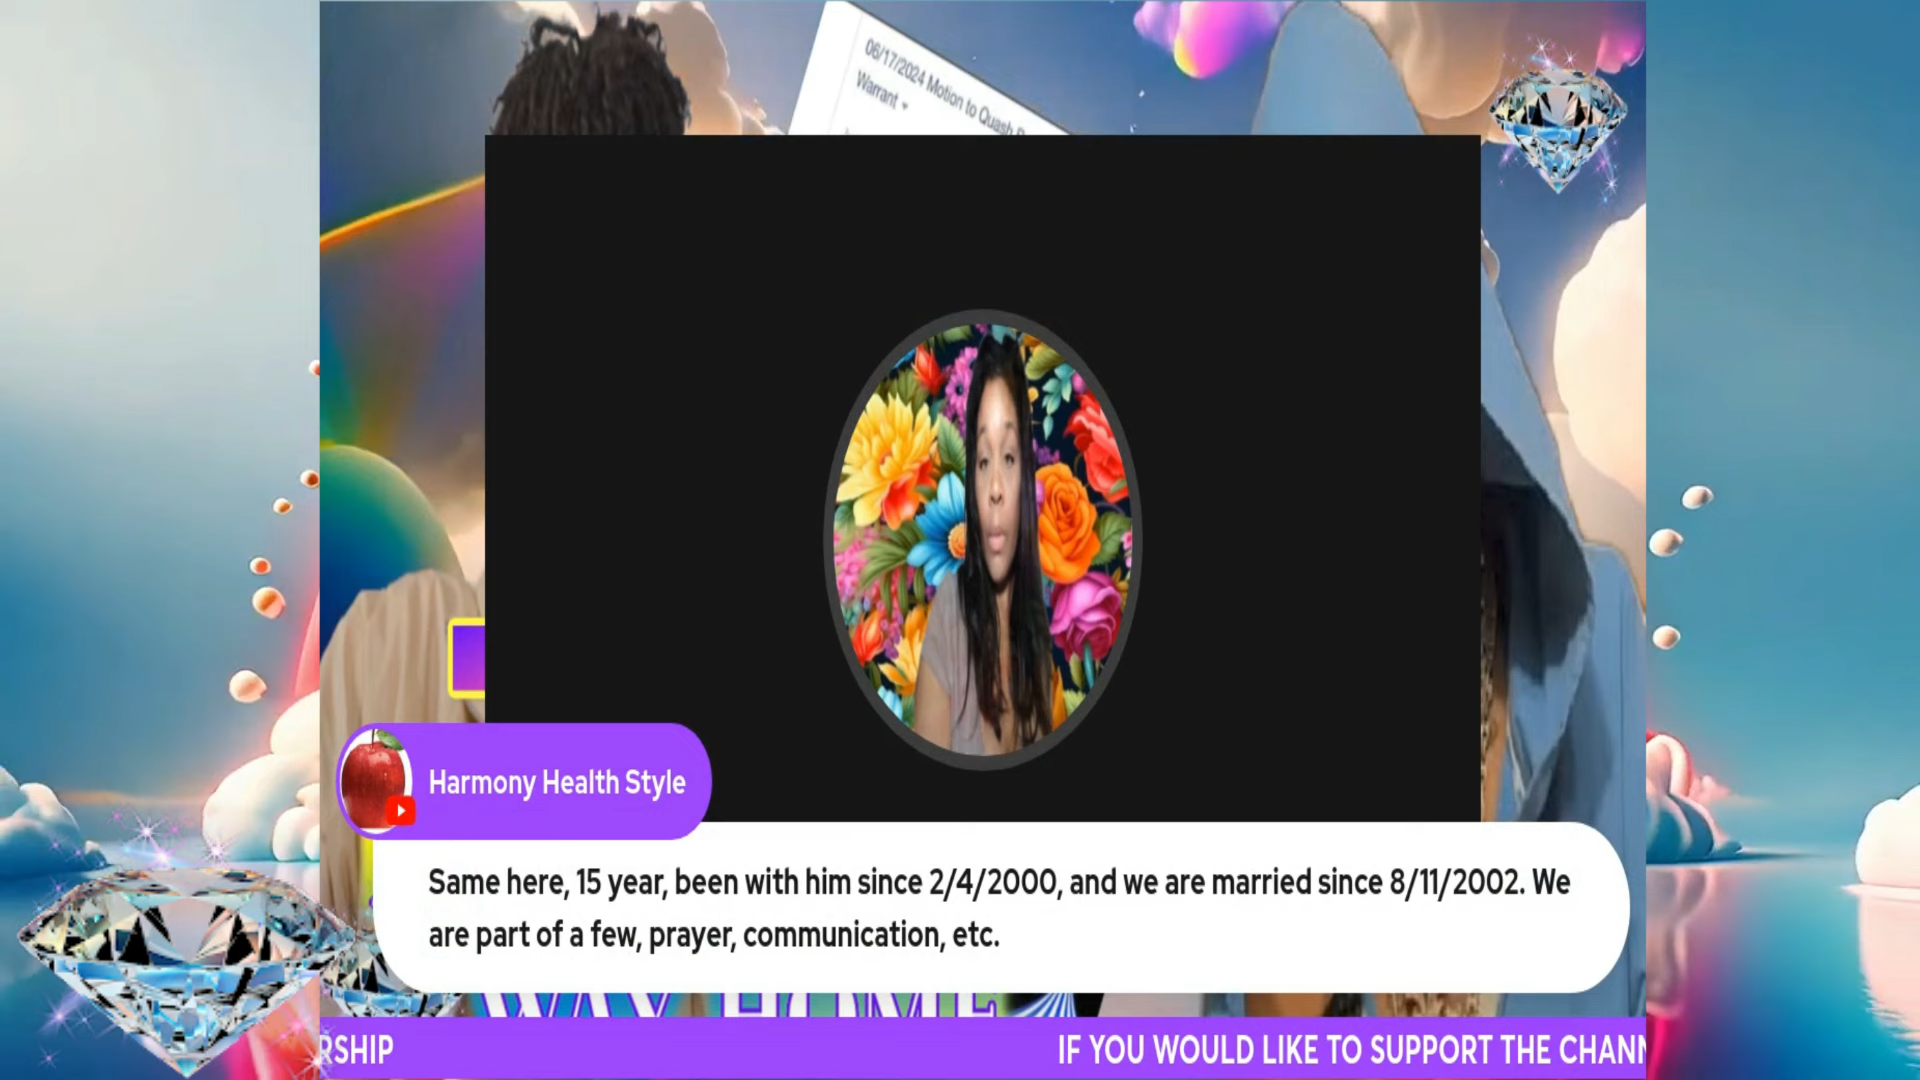 06/17/2024 Motion to Quash
Warrant
Harmony Health Style
Same here, 15 year, been with him since 2/4/2000, and we are married since 8/11/2002. We
are part of a few, prayer, communication, etc.
WAY HOME
RSHIP IF YOU WOULD LIKE TO SUPPORT THE CHANN